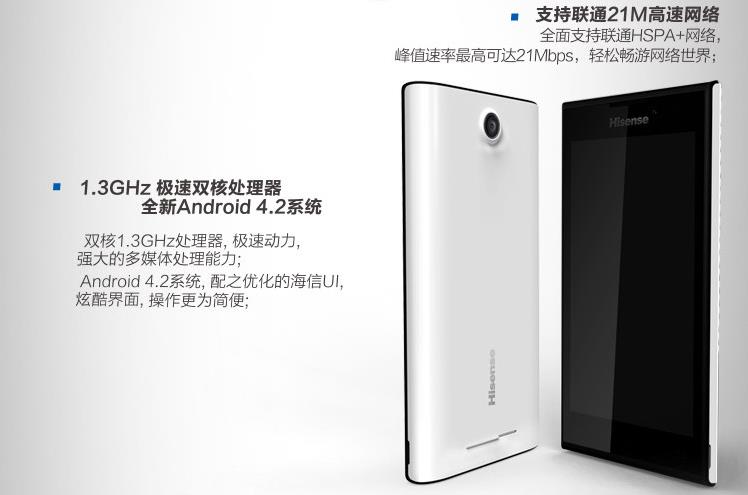 支持联通21M高速网络
全面支持联通HSPA+网络,
峰值速率最高可达21Mbps，轻松畅游网络世界；
Hisense
1.3GHz 极速双核处理器
全新Android 4.2系统
双核1.3GHz处理器, 极速动力,
强大的多媒体处理能力;
Android 4.2系统, 配之优化的海信UI,
炫酷界面, 操作更为简便;
Hisense